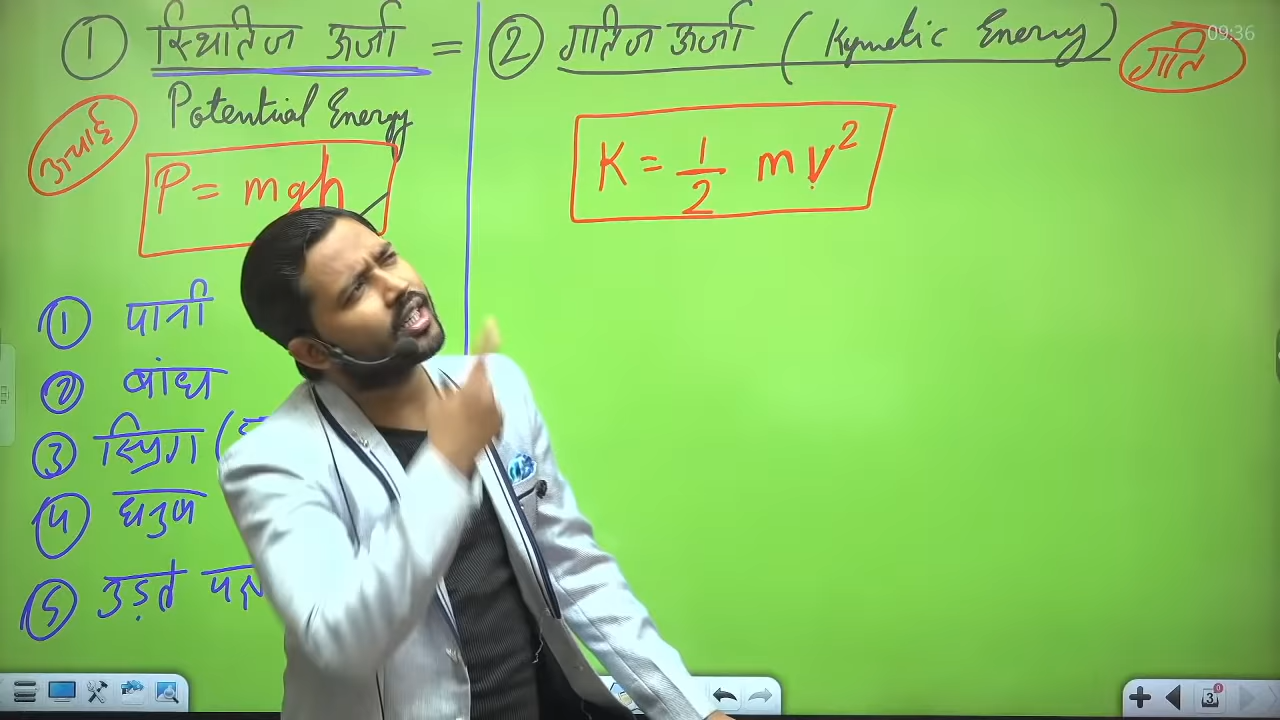 ① स्थितिज ऊर्जा =
Potential Energy
P = mgh
① पानी
② बांध
③ स्प्रिंग (
④ धनुष
⑤ उड़ते
② गतिज ऊर्जा ( Kynetic Energy )
गति
K = 1/2 mv²
09:36
3